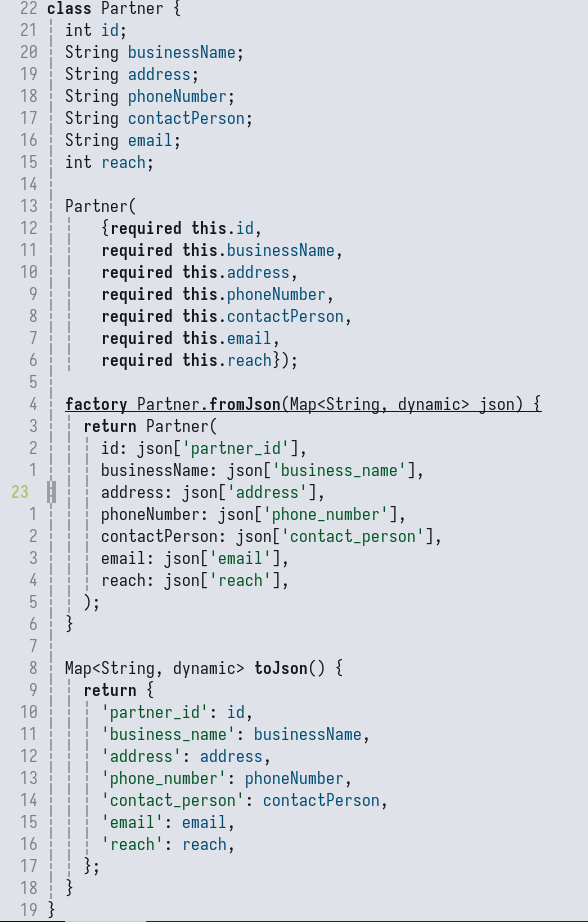 22 class Partner {
21   int id;
20   String businessName;
19   String address;
18   String phoneNumber;
17   String contactPerson;
16   String email;
15   int reach;
14
13   Partner(
12       {required this.id,
11       required this.businessName,
10       required this.address,
9       required this.phoneNumber,
8       required this.contactPerson,
7       required this.email,
6       required this.reach});
5
4   factory Partner.fromJson(Map<String, dynamic> json) {
3     return Partner(
2       id: json['partner_id'],
1       businessName: json['business_name'],
23       address: json['address'],
1       phoneNumber: json['phone_number'],
2       contactPerson: json['contact_person'],
3       email: json['email'],
4       reach: json['reach'],
5     );
6   }
7
8   Map<String, dynamic> toJson() {
9     return {
10       'partner_id': id,
11       'business_name': businessName,
12       'address': address,
13       'phone_number': phoneNumber,
14       'contact_person': contactPerson,
15       'email': email,
16       'reach': reach,
17     };
18   }
19 }